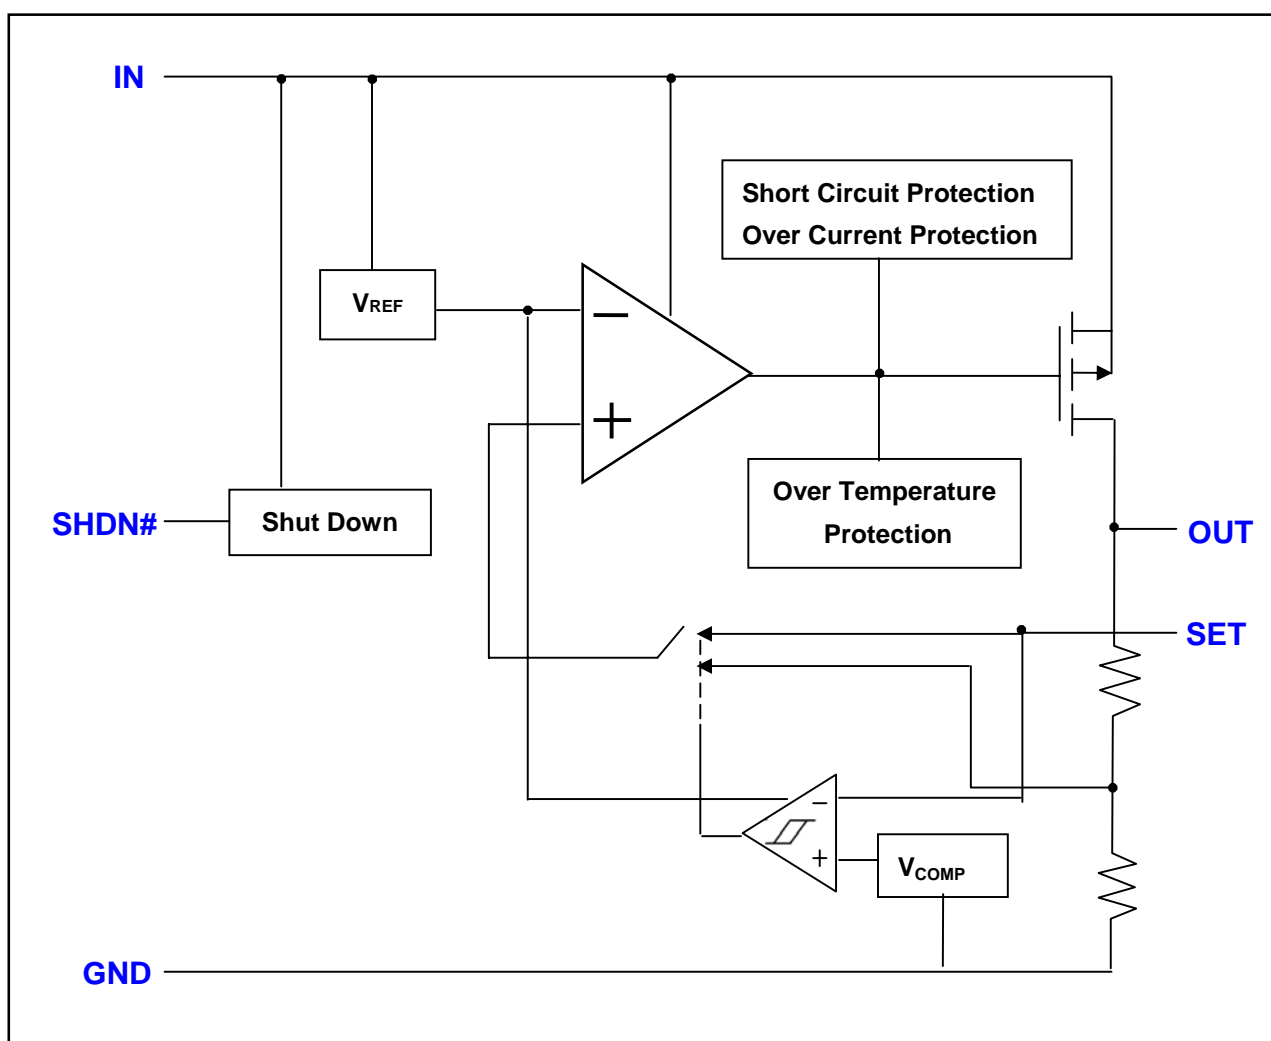 IN
Short Circuit Protection
Over Current Protection
VREF
−
+
Over Temperature
Protection
SHDN#
Shut Down
OUT
SET
−
+
VCOMP
GND